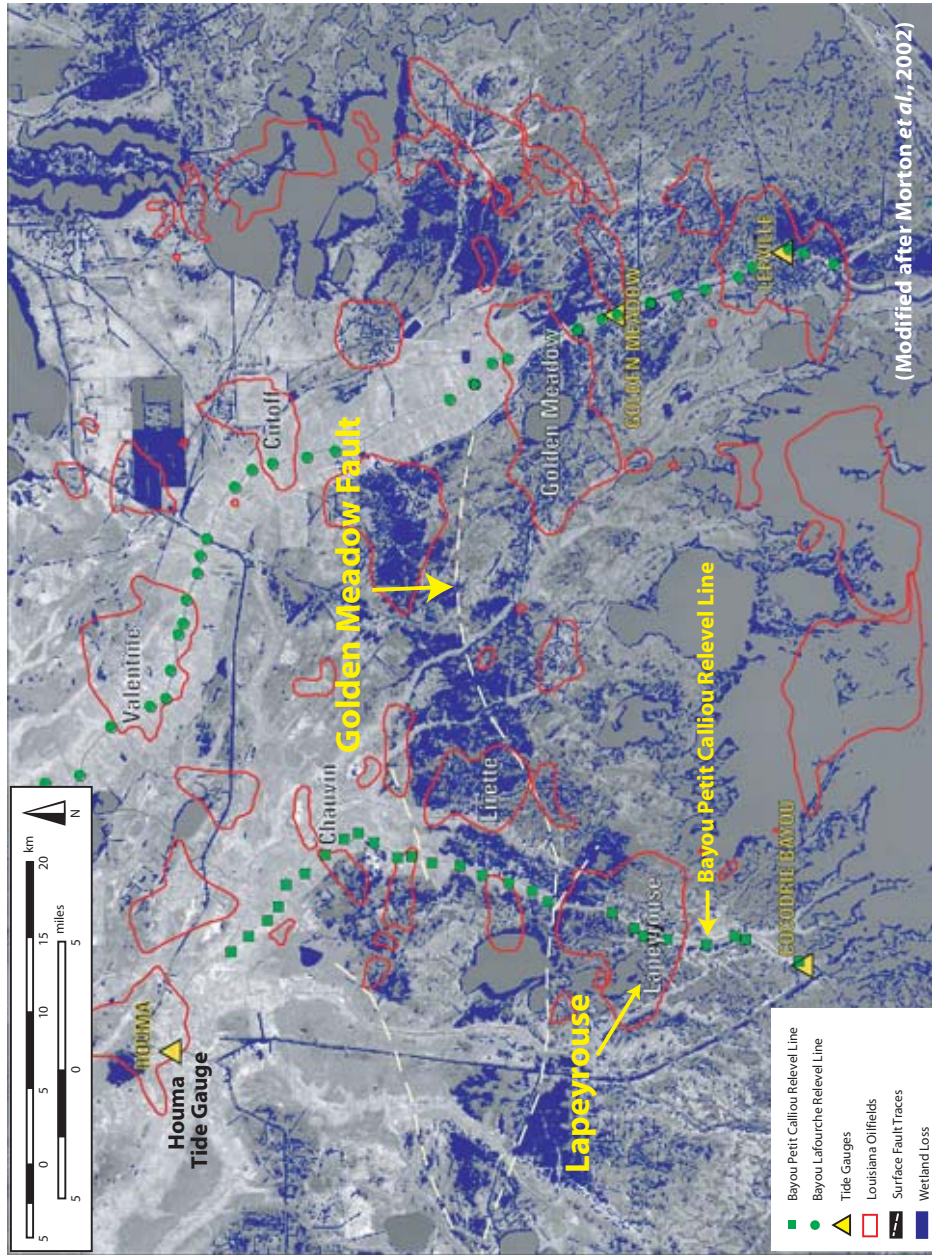 5 0 5 10 15 20 km
5 0 5 miles
N
HOUMA
Houma
Tide Gauge
Valentine
Cutoff
Chauvin
Golden Meadow Fault
Lirette
Golden Meadow
GOLDEN MEADOW
LEEVILLE
Lapeyrouse
Lapeyrouse
Bayou Petit Calliou Relevel Line
COCODRIE BAYOU
Bayou Petit Calliou Relevel Line
Bayou Lafourche Relevel Line
Tide Gauges
Louisiana Oilfields
Surface Fault Traces
Wetland Loss
(Modified after Morton et al., 2002)